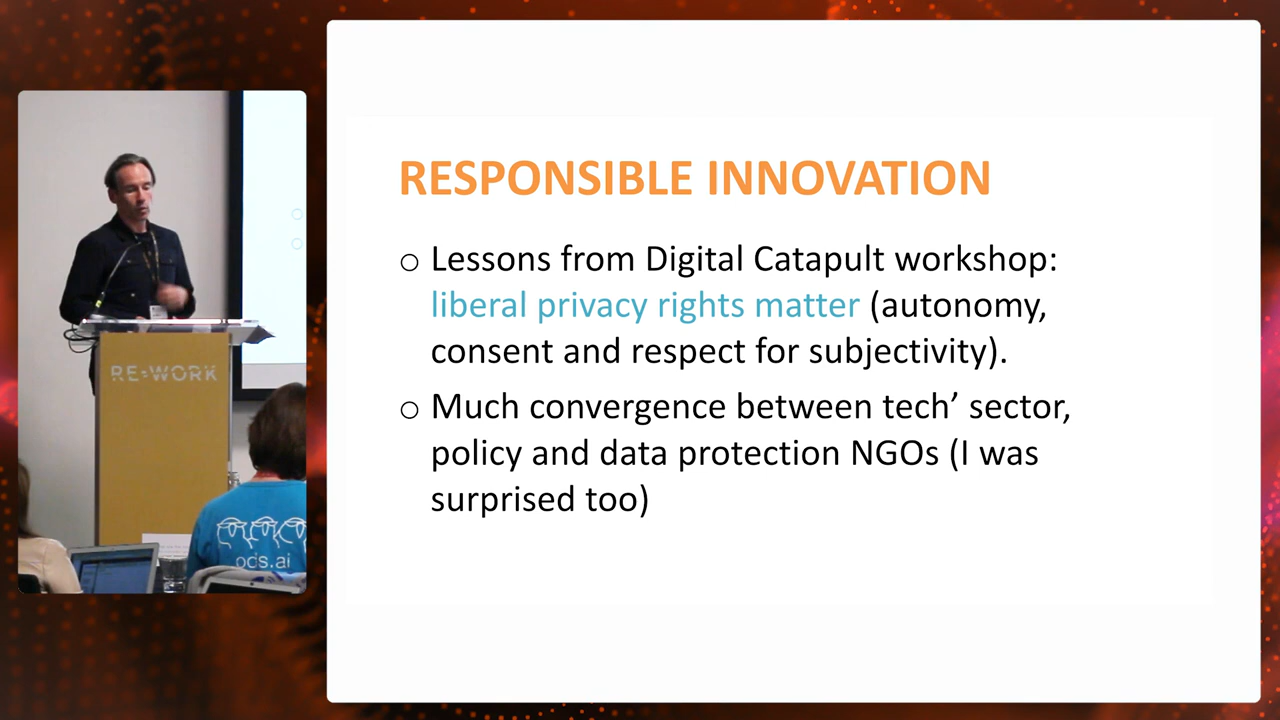 RESPONSIBLE INNOVATION
○ Lessons from Digital Catapult workshop:
liberal privacy rights matter (autonomy,
consent and respect for subjectivity).
○ Much convergence between tech’ sector,
policy and data protection NGOs (I was
surprised too)
RE•WORK
ods.ai